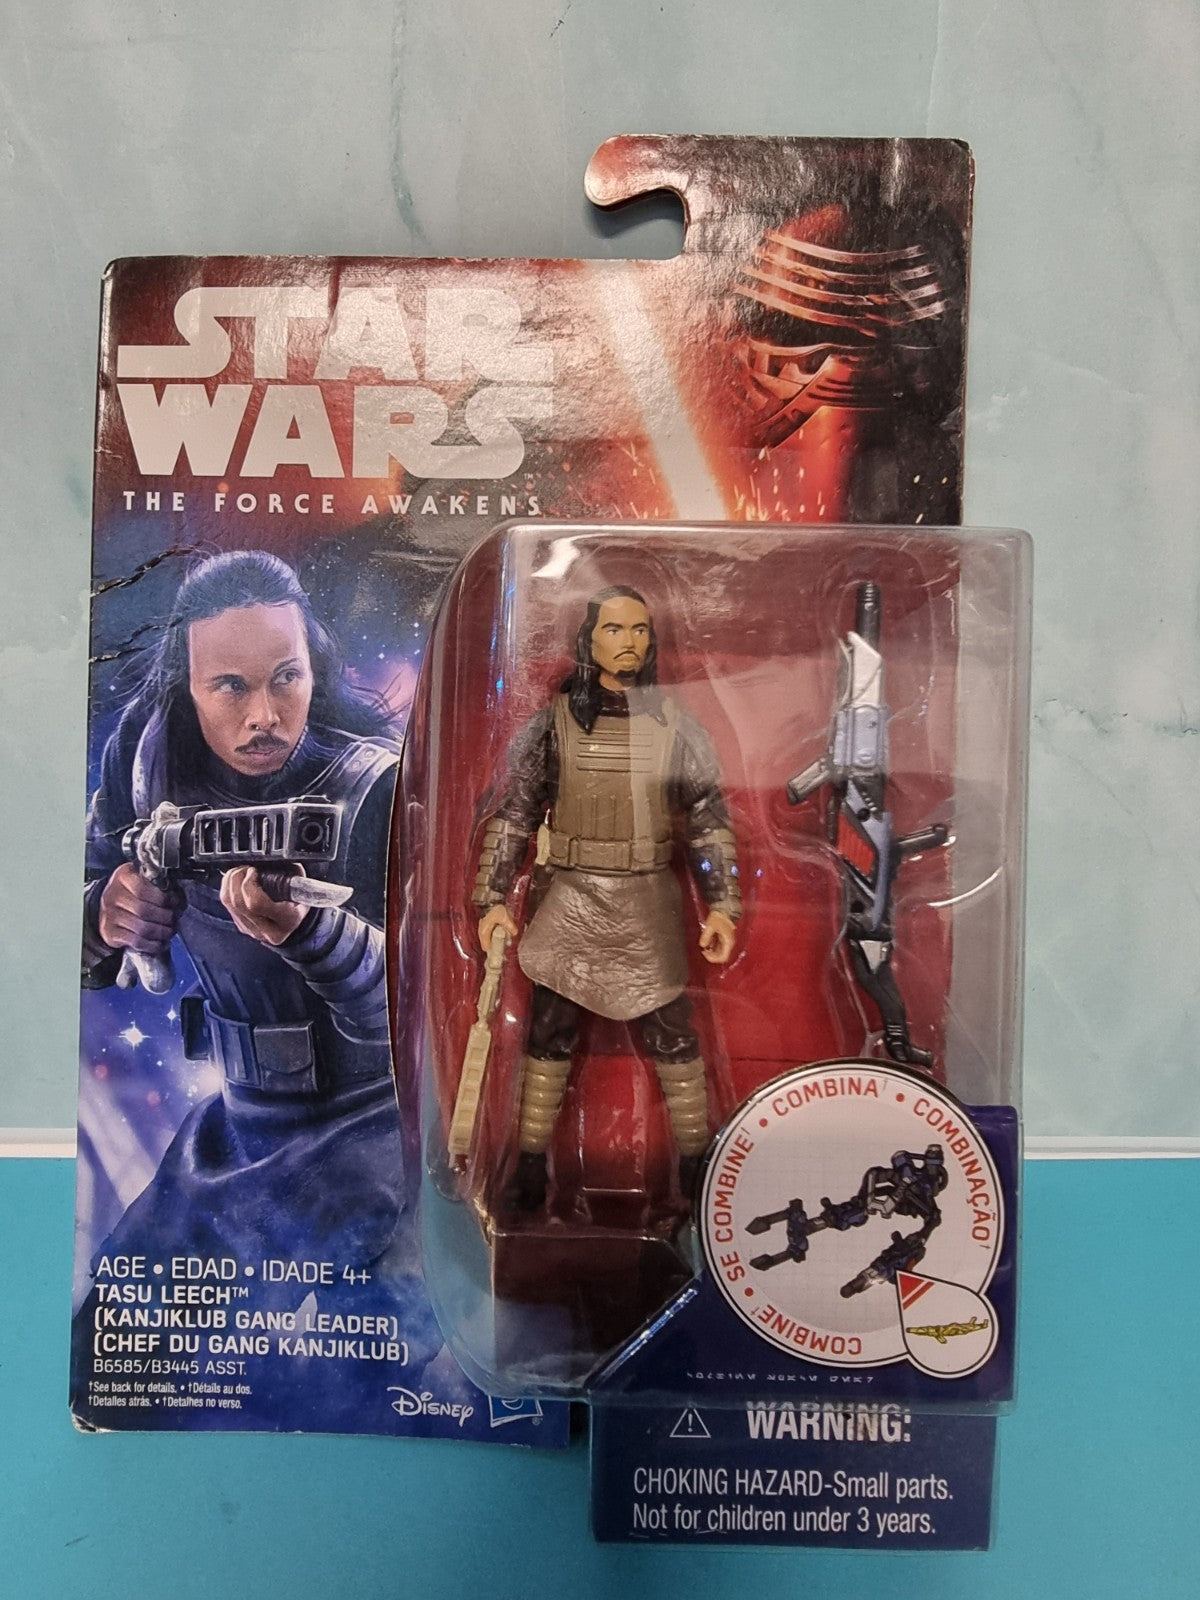 STAR
WARS™
THE FORCE AWAKENS
COMBINE† • SE COMBINE† • COMBINA† • COMBINAÇÃO†
AGE • EDAD • IDADE 4+
TASU LEECH™
(KANJIKLUB GANG LEADER)
(CHEF DU GANG KANJIKLUB)
B6585/B3445 ASST.
†See back for details. • †Détails au dos.
†Detalles atrás. • †Detalhes no verso.
Disney
®
WARNING:
CHOKING HAZARD-Small parts.
Not for children under 3 years.